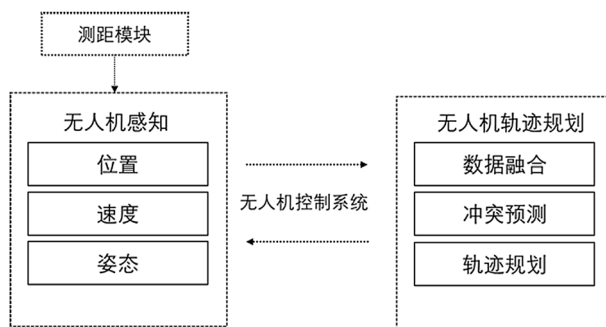 测距模块
无人机感知
位置
速度
姿态
无人机控制系统
无人机轨迹规划
数据融合
冲突预测
轨迹规划